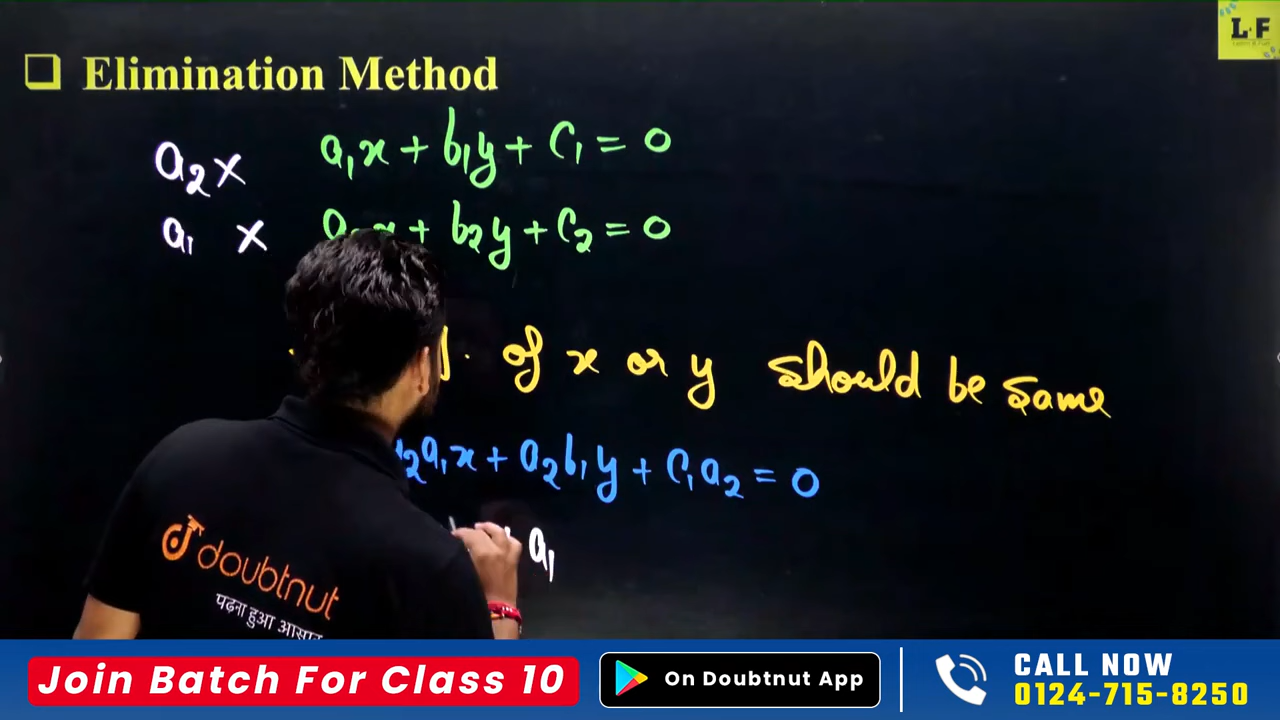 L·F
❑ Elimination Method
a₂ × a₁x + b₁y + c₁ = 0
a₁ × + b₂y + c₂ = 0
of x or y should be same
a₁x + a₂b₁y + c₁a₂ = 0
a₁
doubtnut
पढ़ना हुआ आसान
Join Batch For Class 10
On Doubtnut App
CALL NOW
0124-715-8250